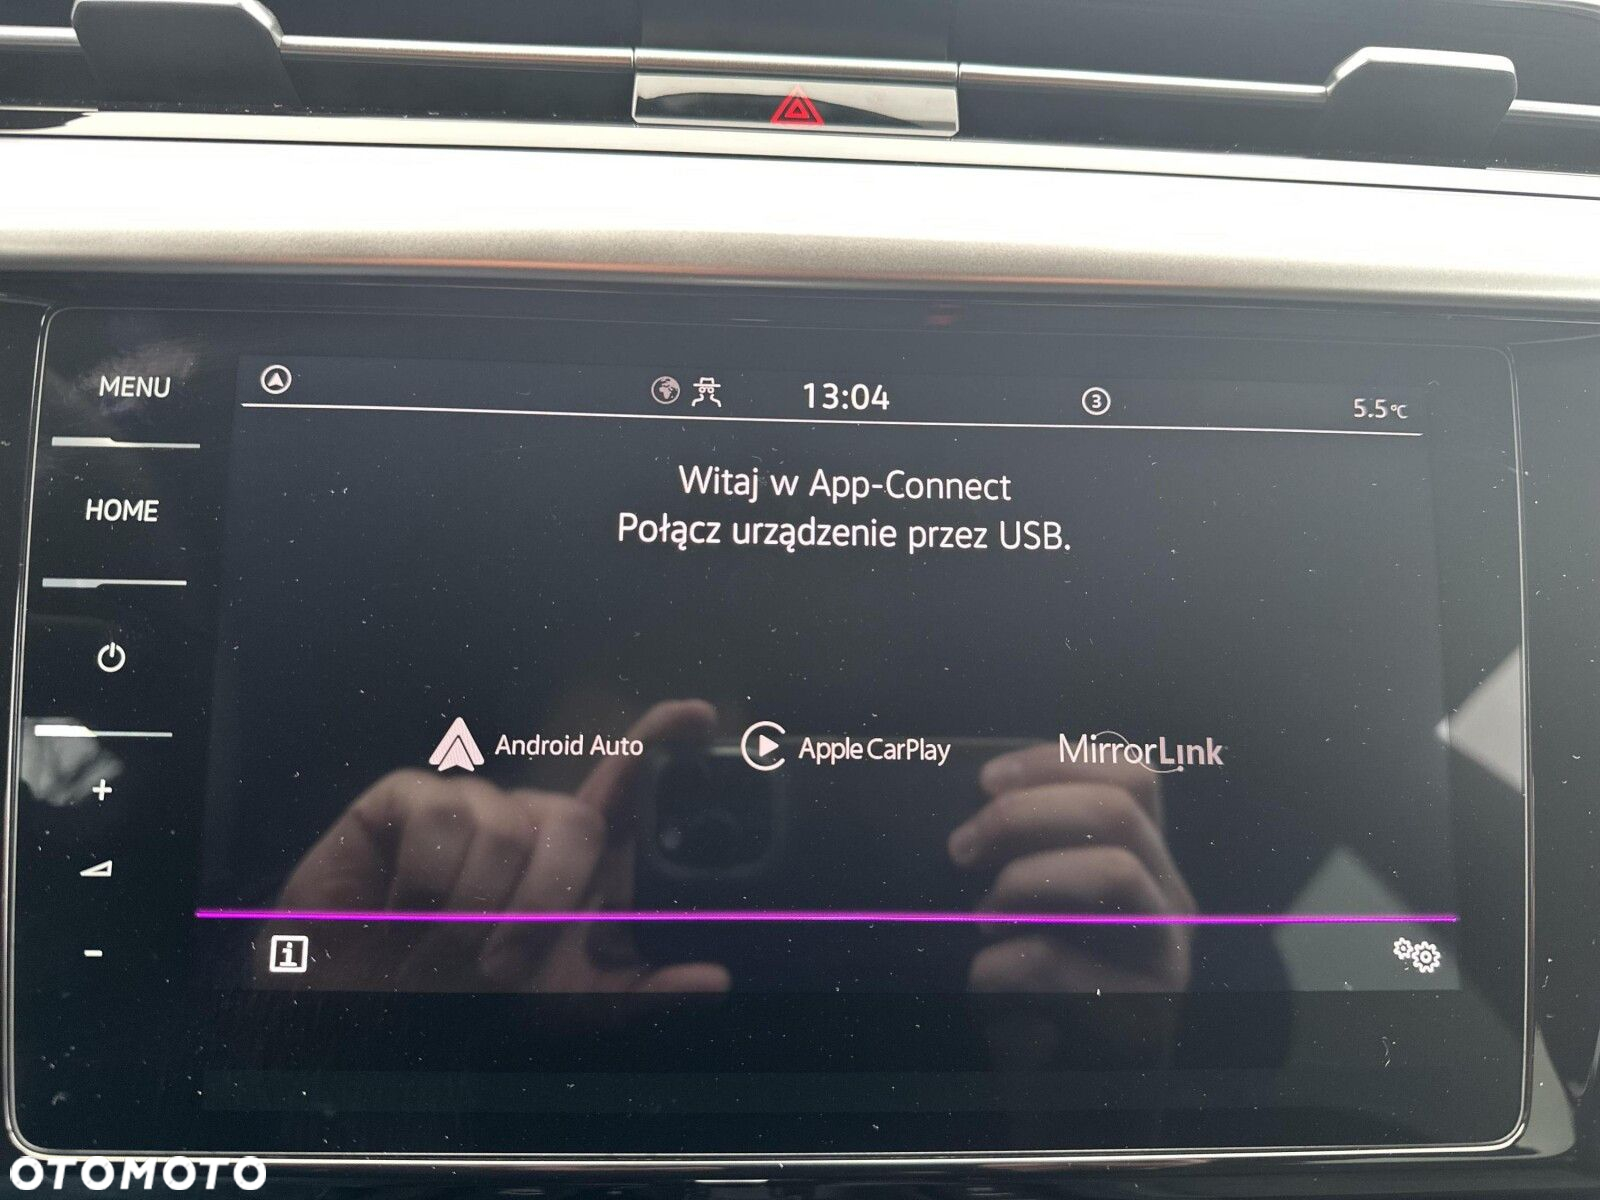 MENU
HOME
13:04
3
5.5°C
Witaj w App-Connect
Połącz urządzenie przez USB.
Android Auto
Apple CarPlay
MirrorLink
+
-
i
OTOMOTO